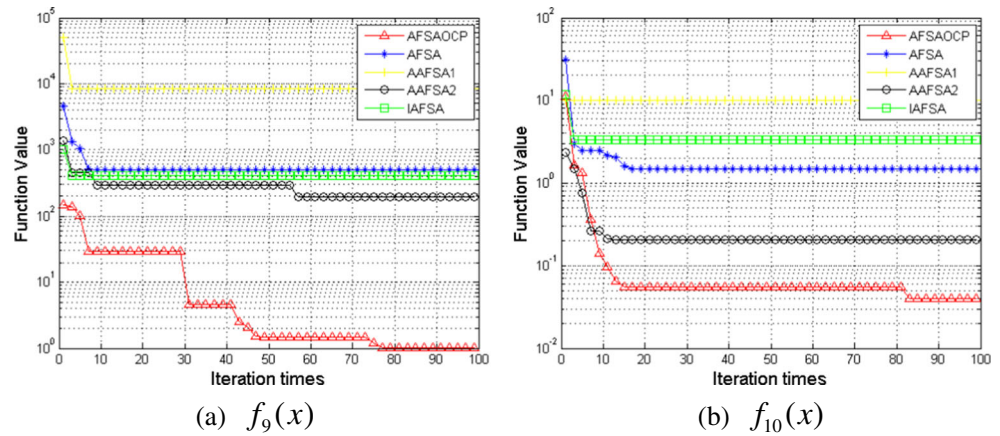 10^5
10^4
10^3
10^2
10^1
10^0
Function Value
0 10 20 30 40 50 60 70 80 90 100
Iteration times
AFSAOCP
AFSA
AAFSA1
AAFSA2
IAFSA
(a) f_9(x)
10^2
10^1
10^0
10^-1
10^-2
Function Value
0 10 20 30 40 50 60 70 80 90 100
Iteration times
AFSAOCP
AFSA
AAFSA1
AAFSA2
IAFSA
(b) f_10(x)